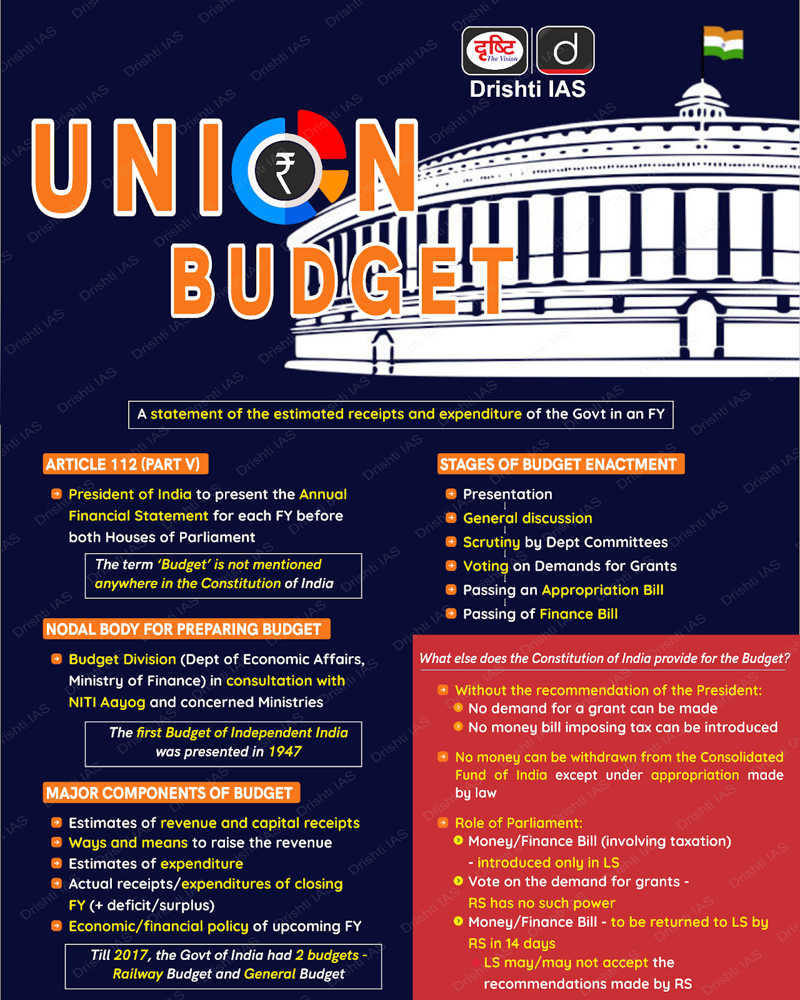 दृष्टि
The Vision
d
Drishti IAS
UNION
₹
BUDGET
A statement of the estimated receipts and expenditure of the Govt in an FY
ARTICLE 112 (PART V)
President of India to present the Annual
Financial Statement for each FY before
both Houses of Parliament
The term ‘Budget’ is not mentioned
anywhere in the Constitution of India
NODAL BODY FOR PREPARING BUDGET
Budget Division (Dept of Economic Affairs,
Ministry of Finance) in consultation with
NITI Aayog and concerned Ministries
The first Budget of Independent India
was presented in 1947
MAJOR COMPONENTS OF BUDGET
Estimates of revenue and capital receipts
Ways and means to raise the revenue
Estimates of expenditure
Actual receipts/expenditures of closing
FY (+ deficit/surplus)
Economic/financial policy of upcoming FY
Till 2017, the Govt of India had 2 budgets -
Railway Budget and General Budget
STAGES OF BUDGET ENACTMENT
Presentation
General discussion
Scrutiny by Dept Committees
Voting on Demands for Grants
Passing an Appropriation Bill
Passing of Finance Bill
What else does the Constitution of India provide for the Budget?
Without the recommendation of the President:
No demand for a grant can be made
No money bill imposing tax can be introduced
No money can be withdrawn from the Consolidated
Fund of India except under appropriation made
by law
Role of Parliament:
Money/Finance Bill (involving taxation)
- introduced only in LS
Vote on the demand for grants -
RS has no such power
Money/Finance Bill - to be returned to LS by
RS in 14 days
LS may/may not accept the
recommendations made by RS